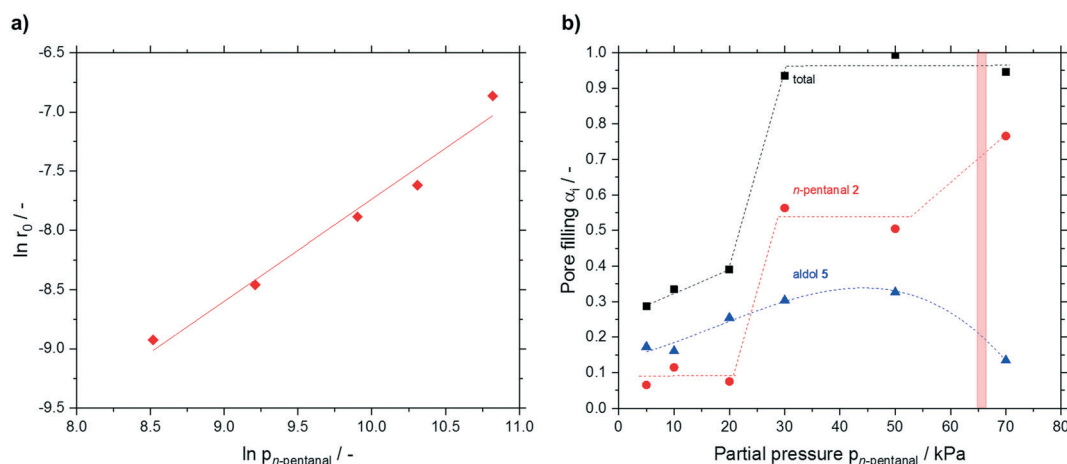 a)
-6.5
-7.0
-7.5
-8.0
-8.5
-9.0
-9.5
ln r0 / -
8.0 8.5 9.0 9.5 10.0 10.5 11.0
ln pn-pentanal / -
b)
1.0
0.9
0.8
0.7
0.6
0.5
0.4
0.3
0.2
0.1
0.0
Pore filling αi / -
total
n-pentanal 2
aldol 5
0 10 20 30 40 50 60 70 80
Partial pressure pn-pentanal / kPa